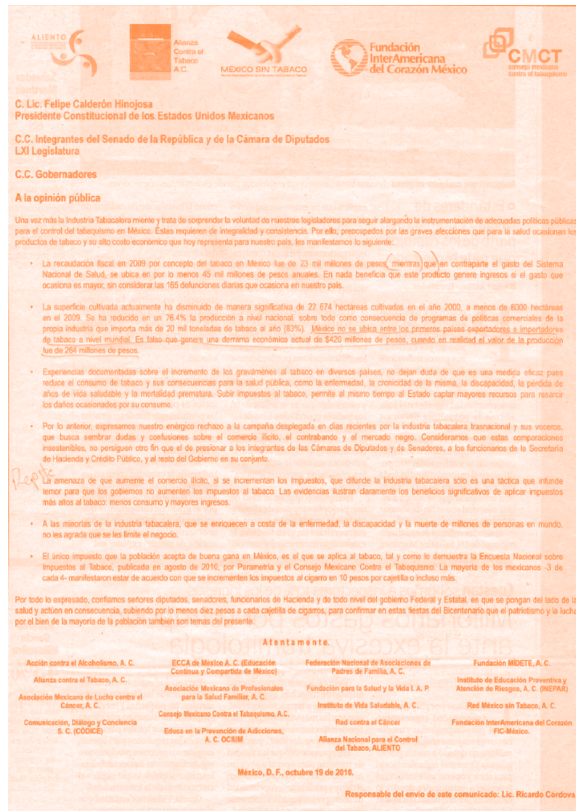 ALIENTO
Alianza
Contra el
Tabaco
A.C.
MÉXICO SIN TABACO
Fundación
InterAmericana
del Corazón México
CMCT
consejo mexicano
contra el tabaquismo
C. Lic. Felipe Calderón Hinojosa
Presidente Constitucional de los Estados Unidos Mexicanos
C.C. Integrantes del Senado de la República y de la Cámara de Diputados
LXI Legislatura
C.C. Gobernadores
A la opinión pública
Una vez más la Industria Tabacalera miente y trata de sorprender la voluntad de nuestros legisladores para seguir alargando la instrumentación de adecuadas políticas públicas
para el control del tabaquismo en México. Éstas requieren de integralidad y consistencia. Por ello, preocupados por las graves afecciones que para la salud ocasionan los
productos de tabaco y su alto costo económico que hoy representa para nuestro país, les manifestamos lo siguiente:
• La recaudación fiscal en 2009 por concepto del tabaco en México fue de 23 mil millones de pesos, mientras que en contraparte el gasto del Sistema
Nacional de Salud, se ubica en por lo menos 45 mil millones de pesos anuales. En nada beneficia que este producto genere ingresos si el gasto que
ocasiona es mayor, sin considerar las 165 defunciones diarias que ocasiona en nuestro país.
• La superficie cultivada actualmente ha disminuido de manera significativa de 22 674 hectáreas cultivadas en el año 2000, a menos de 6000 hectáreas
en el 2009. Se ha reducido en un 76.4% la producción a nivel nacional, sobre todo como consecuencia de programas de políticas comerciales de la
propia industria que importa más de 20 mil toneladas de tabaco al año (83%). México no se ubica entre los primeros países exportadores e importadores
de tabaco a nivel mundial. Es falso que genera una derrama económica actual de $420 millones de pesos, cuando en realidad el valor de la producción
fue de 264 millones de pesos.
• Experiencias documentadas sobre el incremento de los gravámenes al tabaco en diversos países, no dejan duda de que es una medida eficaz pues
reduce el consumo de tabaco y sus consecuencias para la salud pública, como la enfermedad, la cronicidad de la misma, la discapacidad, la pérdida de
años de vida saludable y la mortalidad prematura. Subir impuestos al tabaco, permite al mismo tiempo al Estado captar mayores recursos para resarcir
los daños ocasionados por su consumo.
• Por lo anterior, expresamos nuestro enérgico rechazo a la campaña desplegada en días recientes por la industria tabacalera trasnacional y sus voceros,
que busca sembrar dudas y confusiones sobre el comercio ilícito, el contrabando y el mercado negro. Consideramos que estas comparaciones
insostenibles, no persiguen otro fin que el de presionar a los integrantes de las Cámaras de Diputados y de Senadores, a los funcionarios de la Secretaría
de Hacienda y Crédito Público, y al resto del Gobierno en su conjunto.
La amenaza de que aumente el comercio ilícito, si se incrementan los impuestos, que difunde la Industria tabacalera sólo es una táctica que infunde
temor para que los gobiernos no aumenten los impuestos al tabaco. Las evidencias ilustran claramente los beneficios significativos de aplicar impuestos
más altos al tabaco: menos consumo y mayores ingresos.
• A las minorías de la industria tabacalera, que se enriquecen a costa de la enfermedad, la discapacidad y la muerte de millones de personas en mundo,
no les agrada que se les limite el negocio.
• El único impuesto que la población acepta de buena gana en México, es el que se aplica al tabaco, tal y como lo demuestra la Encuesta Nacional sobre
Impuestos al Tabaco, publicada en agosto de 2010, por Parametría y el Consejo Mexicano Contra el Tabaquismo. La mayoría de los mexicanos -3 de
cada 4- manifestaron estar de acuerdo con que se incrementen los impuestos al cigarro en 10 pesos por cajetilla o incluso más.
Por todo lo expresado, confiamos señores diputados, senadores, funcionarios de Hacienda y de todo nivel del gobierno Federal y Estatal, es que se pongan del lado de la
salud y actúen en consecuencia, subiendo por lo menos diez pesos a cada cajetilla de cigarros, para confirmar en estas fiestas del Bicentenario que el patriotismo y la lucha
por el bien de la mayoría de la población también son temas del presente.
Atentamente.
Acción contra el Alcoholismo, A. C.
Alianza contra el Tabaco, A. C.
Asociación Mexicana de Lucha contra el
Cáncer, A. C.
Comunicación, Diálogo y Conciencia
S. C. (CÓDICE)
ECCA de México A. C. (Educación
Continua y Compartida de México)
Asociación Mexicana de Profesionales
para la Salud Familiar, A. C.
Consejo Mexicano Contra el Tabaquismo, A.C.
Educa en la Prevención de Adicciones,
A. C. OCIUM
Federación Nacional de Asociaciones de
Padres de Familia, A. C.
Fundación para la Salud y la Vida I. A. P.
Instituto de Vida Saludable, A. C.
Red contra el Cáncer
Alianza Nacional para el Control
del Tabaco, ALIENTO
Fundación MIDETE, A. C.
Instituto de Educación Preventiva y
Atención de Riesgos, A. C. (INEPAR)
Red México sin Tabaco, A. C.
Fundación InterAmericana del Corazón
FIC-México.
México, D. F., octubre 19 de 2010.
Responsable del envío de este comunicado: Lic. Ricardo Córdova